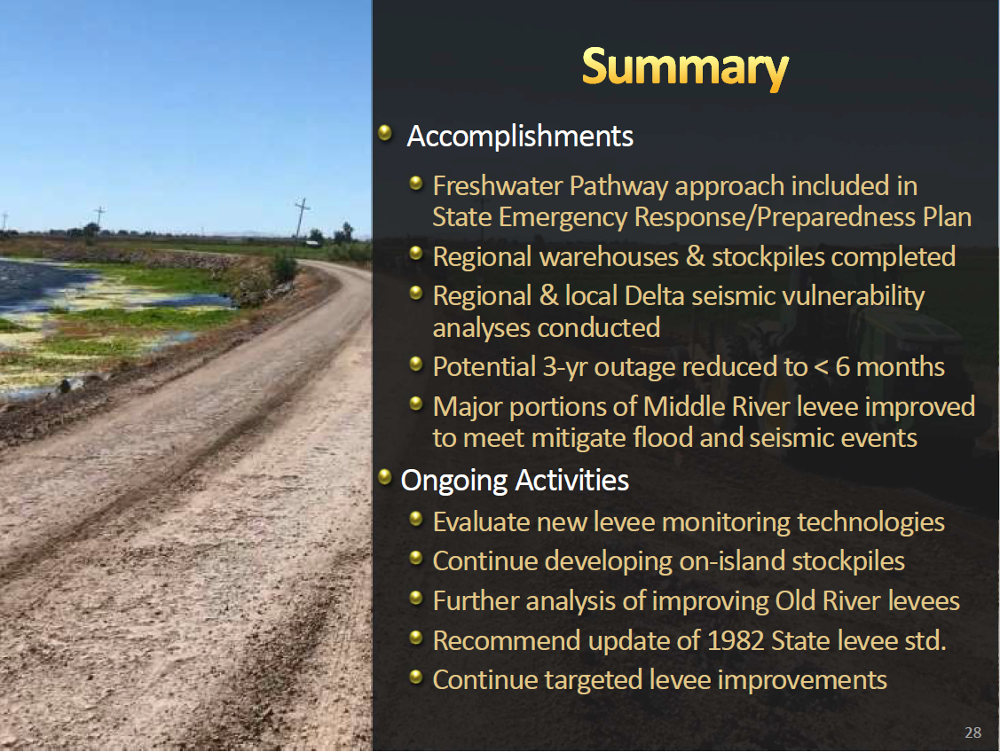 Summary
Accomplishments
Freshwater Pathway approach included in
State Emergency Response/Preparedness Plan
Regional warehouses & stockpiles completed
Regional & local Delta seismic vulnerability
analyses conducted
Potential 3-yr outage reduced to < 6 months
Major portions of Middle River levee improved
to meet mitigate flood and seismic events
Ongoing Activities
Evaluate new levee monitoring technologies
Continue developing on-island stockpiles
Further analysis of improving Old River levees
Recommend update of 1982 State levee std.
Continue targeted levee improvements
28